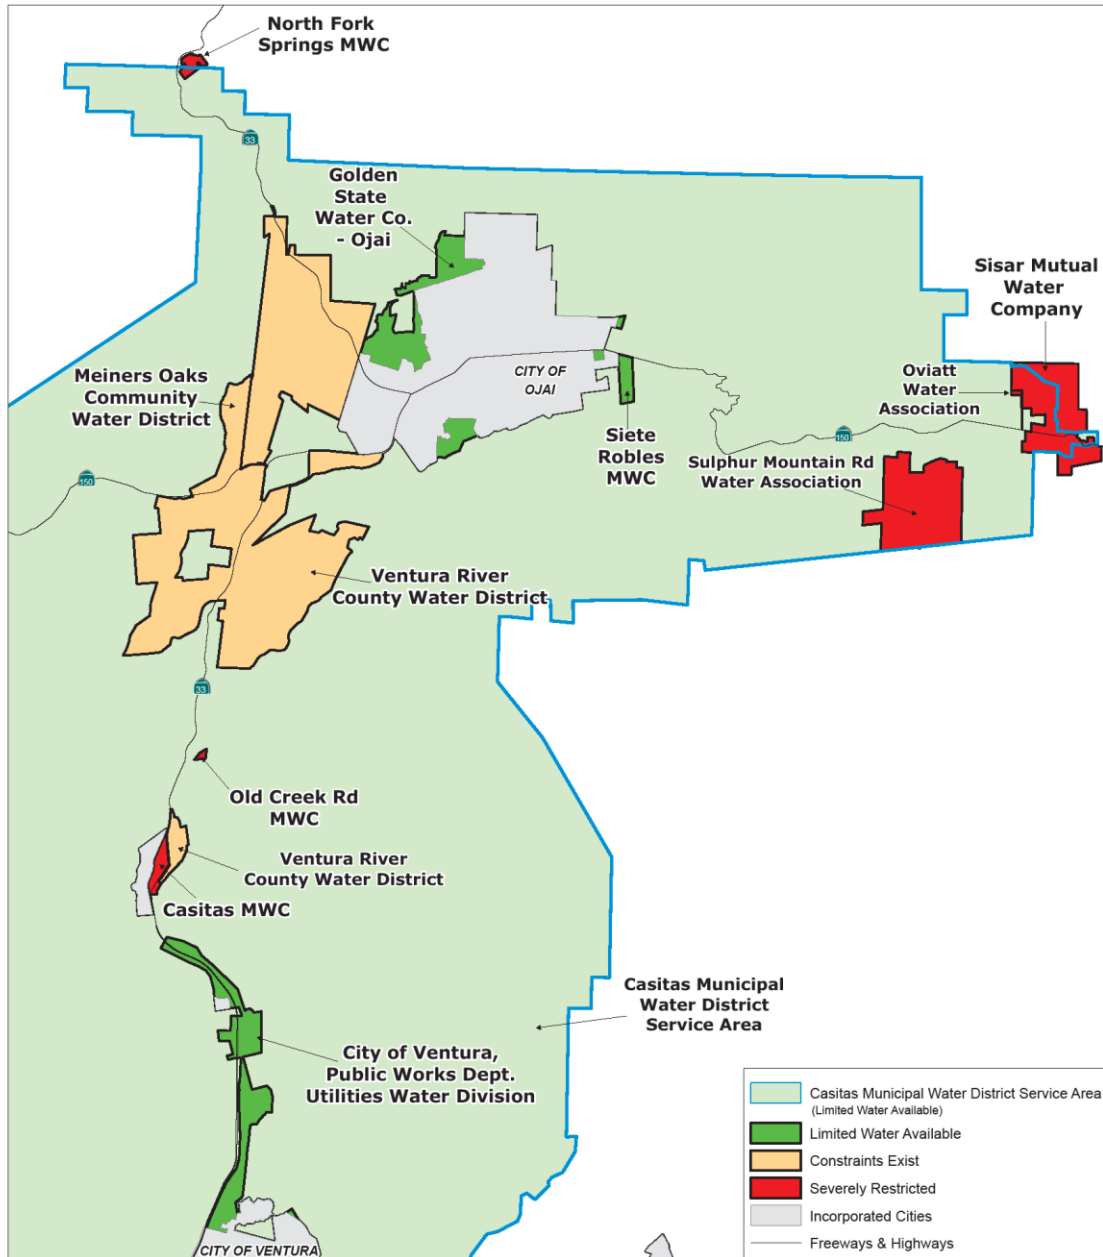 North Fork
Springs MWC
33
Golden
State
Water Co.
- Ojai
Sisar Mutual
Water
Company
Meiners Oaks
Community
Water District
CITY OF
OJAI
Oviatt
Water
Association
Siete
Robles
MWC
150
Sulphur Mountain Rd
Water Association
150
Ventura River
County Water District
33
Old Creek Rd
MWC
Ventura River
County Water District
Casitas MWC
Casitas Municipal
Water District
Service Area
City of Ventura,
Public Works Dept.
Utilities Water Division
CITY OF VENTURA
Casitas Municipal Water District Service Area
(Limited Water Available)
Limited Water Available
Constraints Exist
Severely Restricted
Incorporated Cities
Freeways & Highways